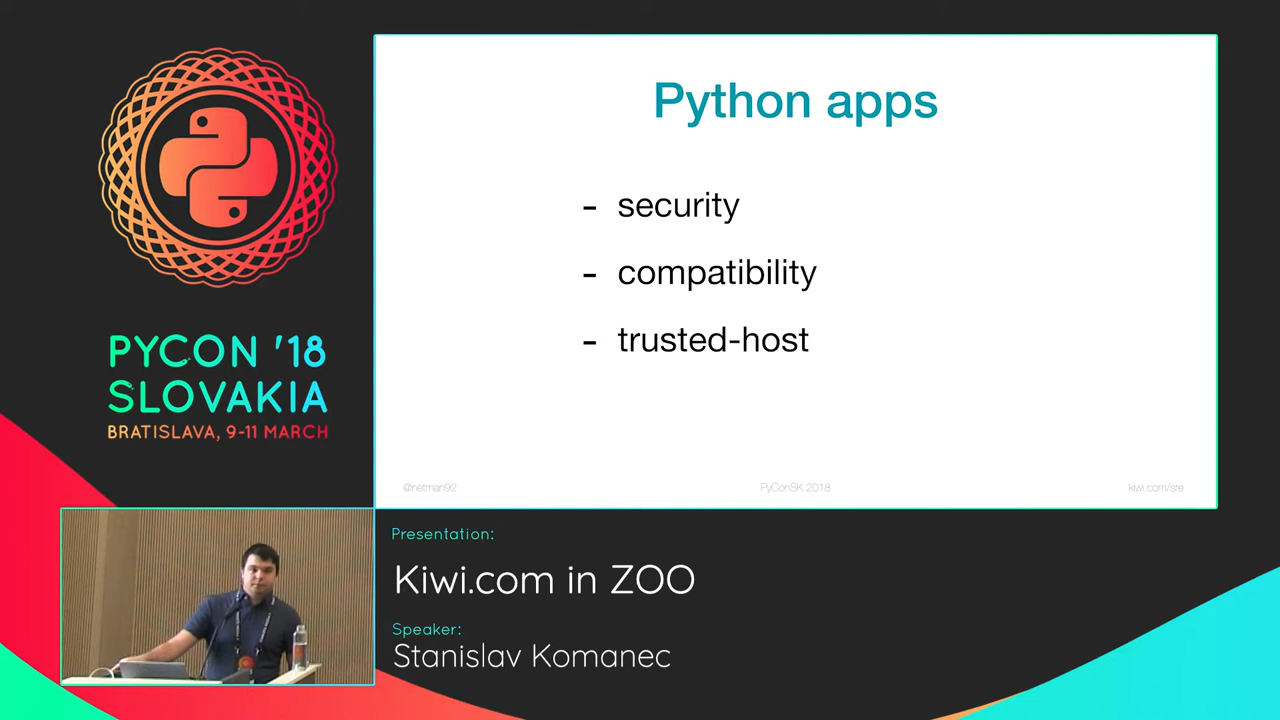 PYCON '18
SLOVAKIA
BRATISLAVA, 9-11 MARCH
Python apps
- security
- compatibility
- trusted-host
@netman92
PyConSK 2018
kiwi.com/sre
Presentation:
Kiwi.com in ZOO
Speaker:
Stanislav Komanec